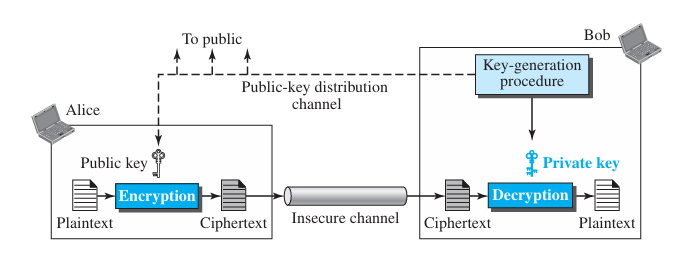 To public
Bob
Key-generation
procedure
Public-key distribution
channel
Alice
Public key
Private key
Encryption
Decryption
Plaintext
Ciphertext
Insecure channel
Ciphertext
Plaintext